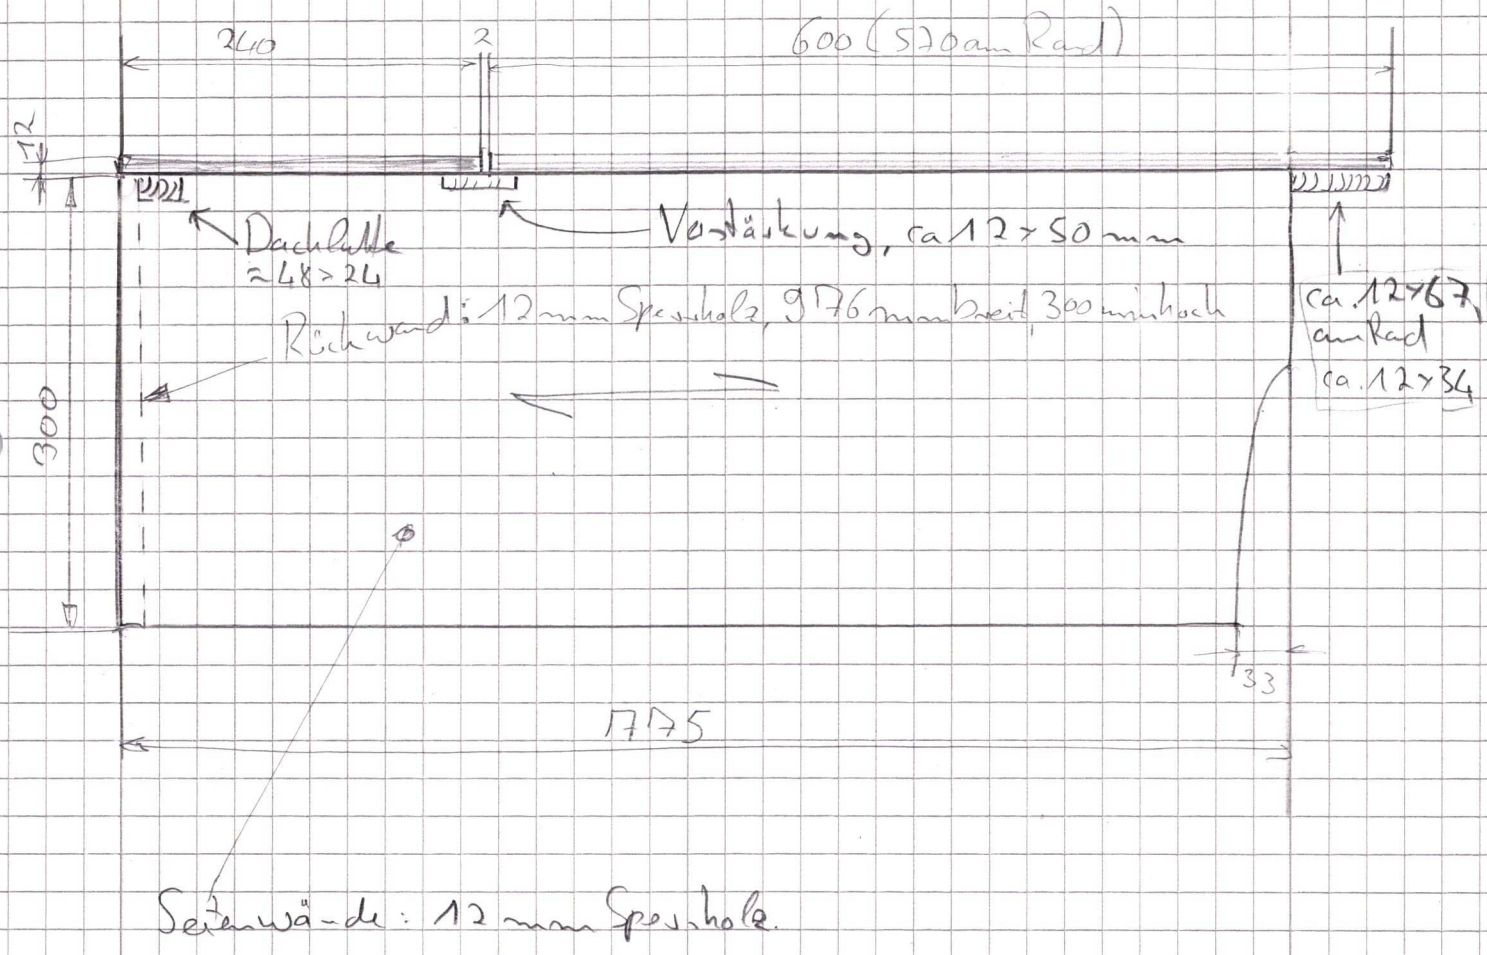 240
2
600 (570 am Rand)
12
Dachlatte
≈ 48 × 24
Verstärkung, ca 12 × 50 mm
Rückwand: 12 mm Sperrholz, 976 mm breit, 300 mm hoch
ca. 12 × 67,
am Rad
ca. 12 × 34
300
33
1775
Seitenwände: 12 mm Sperrholz.